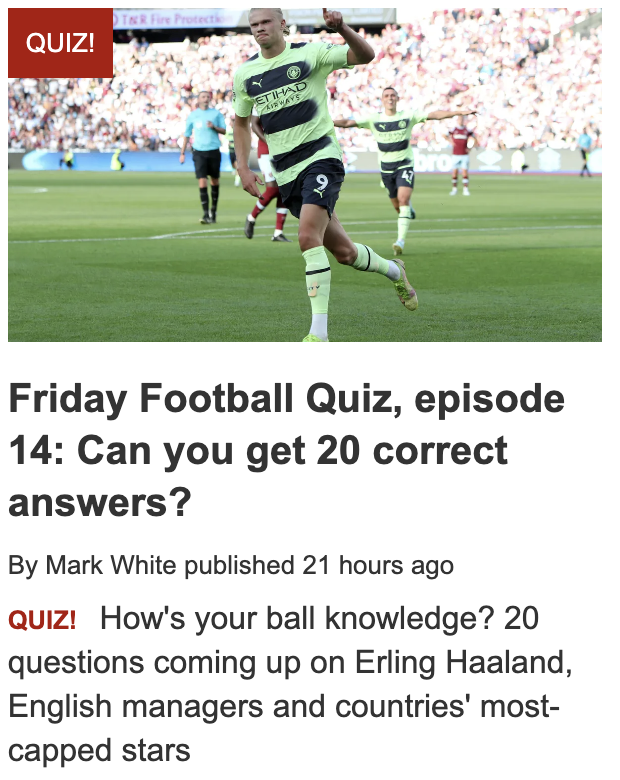 T&R Fire Protectio
QUIZ!
ETIHAD
AIRWAYS
9
47
Friday Football Quiz, episode
14: Can you get 20 correct
answers?
By Mark White published 21 hours ago
QUIZ! How's your ball knowledge? 20
questions coming up on Erling Haaland,
English managers and countries' most-
capped stars